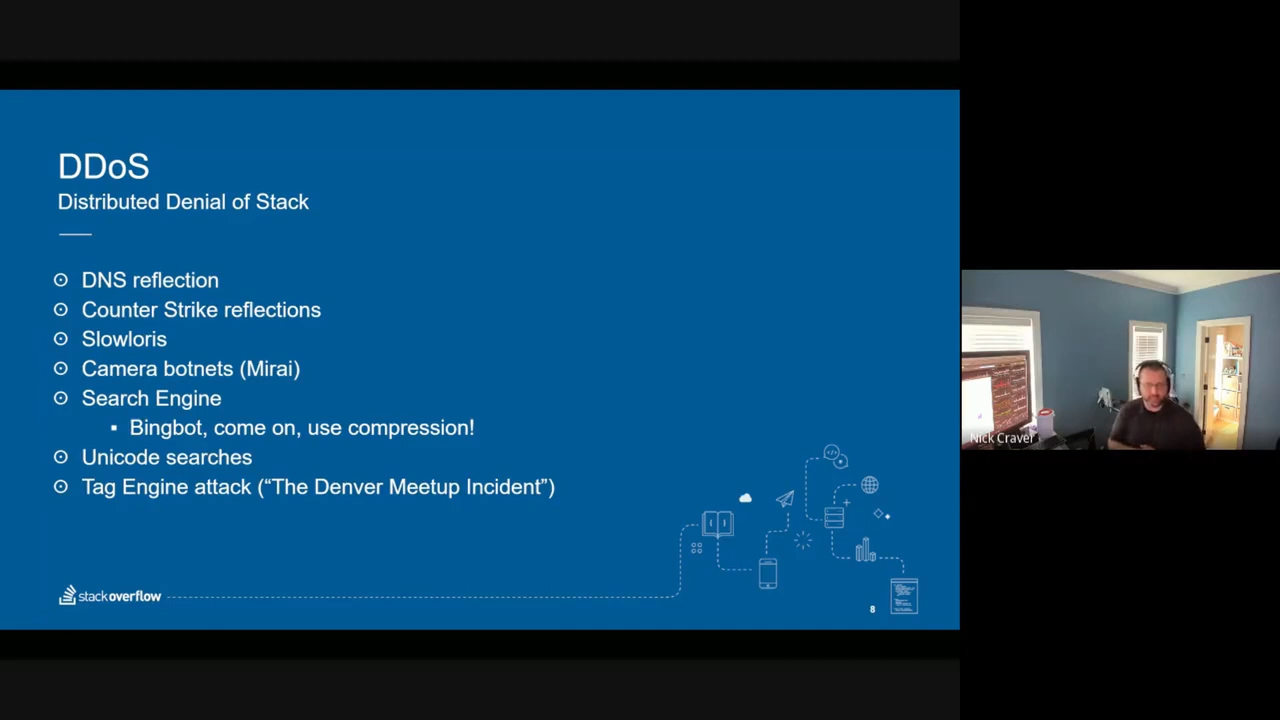 DDoS
Distributed Denial of Stack
DNS reflection
Counter Strike reflections
Slowloris
Camera botnets (Mirai)
Search Engine
Bingbot, come on, use compression!
Unicode searches
Tag Engine attack (“The Denver Meetup Incident”)
stackoverflow
8
Nick Craver